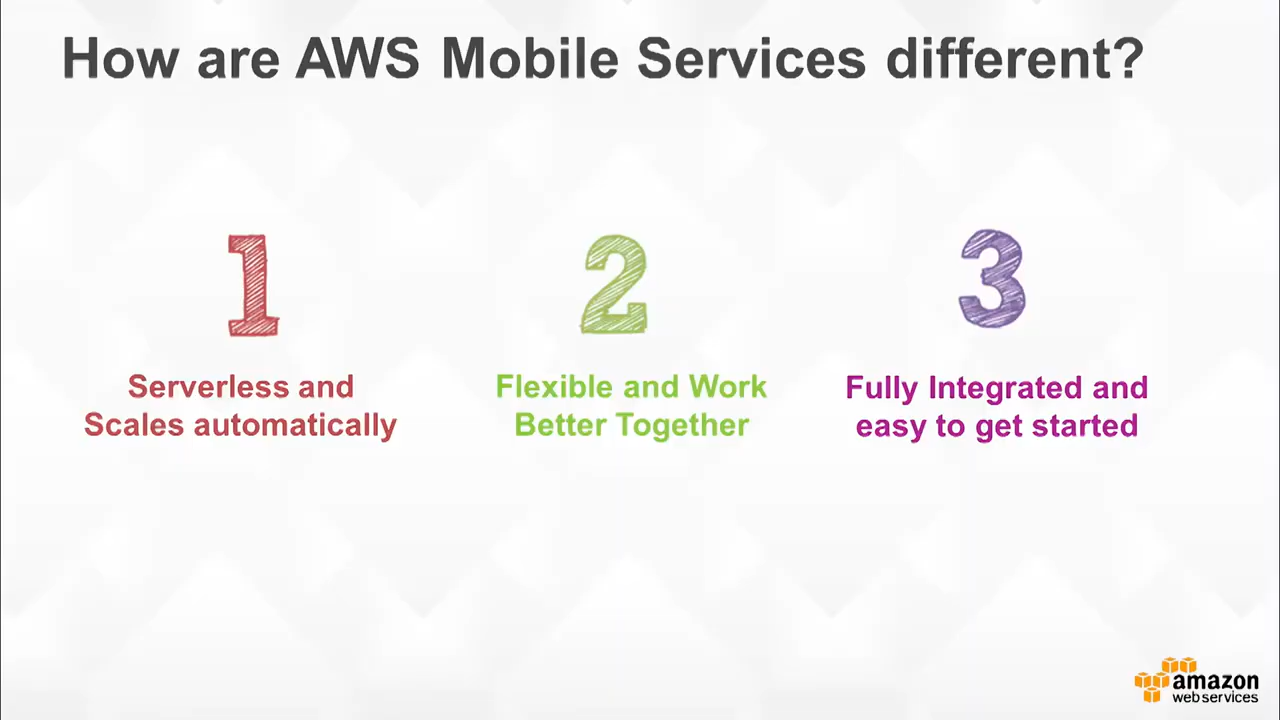 How are AWS Mobile Services different?
1
2
3
Serverless and
Scales automatically
Flexible and Work
Better Together
Fully Integrated and
easy to get started
amazon
web services